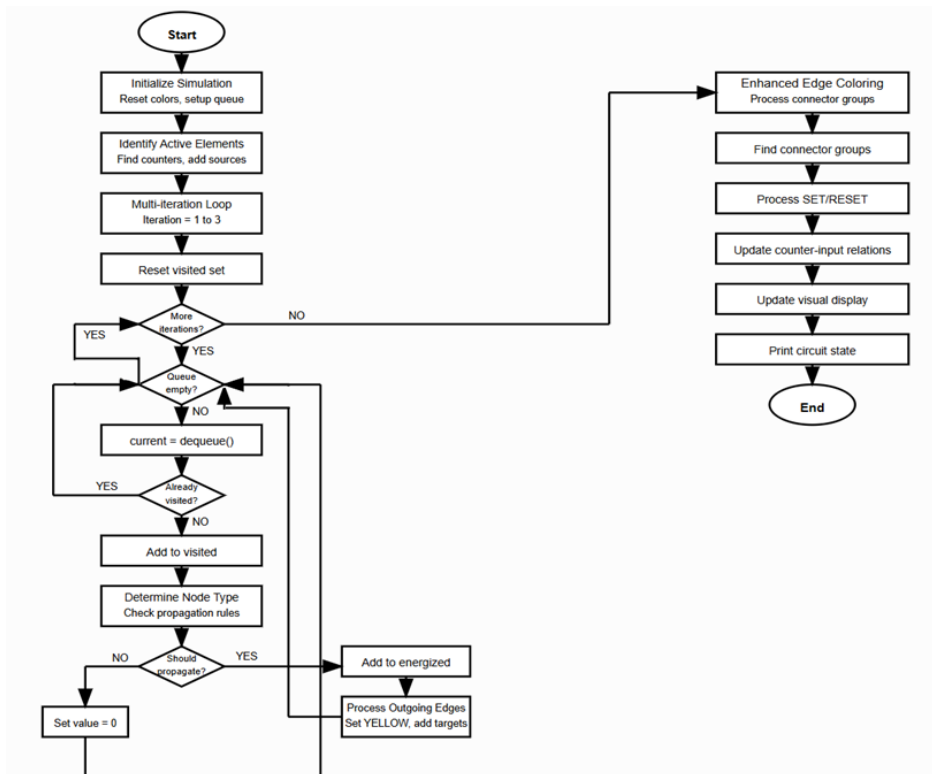 Start
Initialize Simulation
Reset colors, setup queue
Identify Active Elements
Find counters, add sources
Multi-iteration Loop
Iteration = 1 to 3
Reset visited set
More
iterations?
NO
YES
YES
Queue
empty?
NO
current = dequeue()
Already
visited?
YES
NO
Add to visited
Determine Node Type
Check propagation rules
Should
propagate?
NO
YES
Set value = 0
Add to energized
Process Outgoing Edges
Set YELLOW, add targets
Enhanced Edge Coloring
Process connector groups
Find connector groups
Process SET/RESET
Update counter-input relations
Update visual display
Print circuit state
End